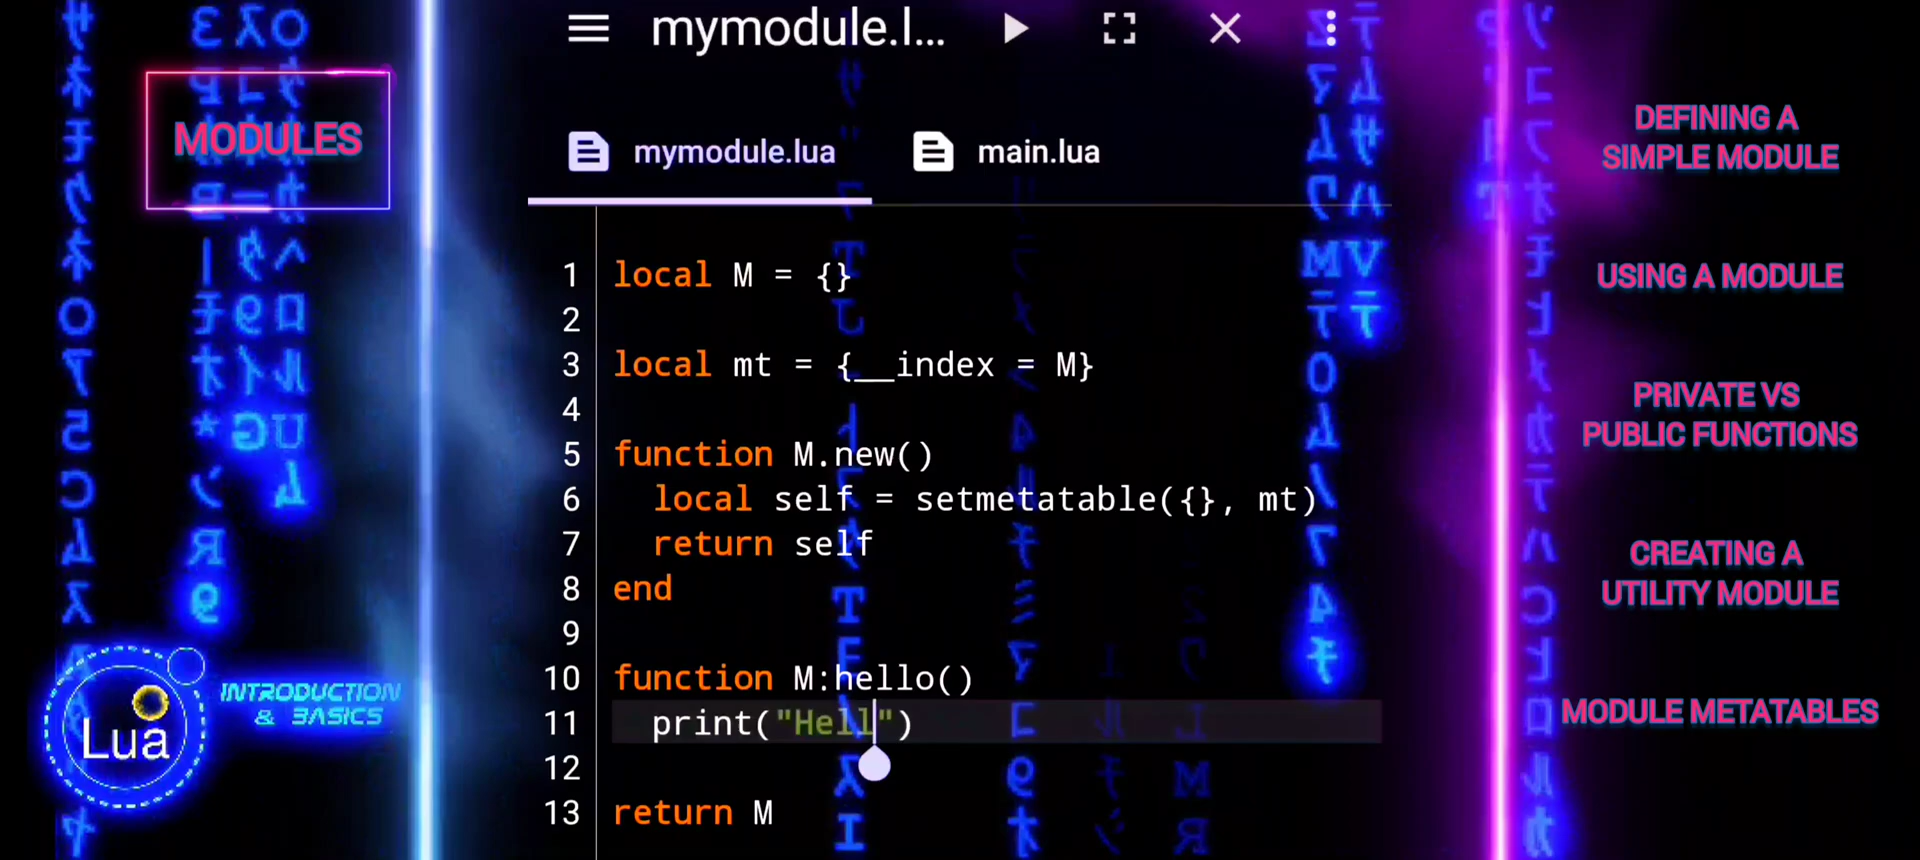 MODULES
Lua
INTRODUCTION
& BASICS
mymodule.l...
mymodule.lua
main.lua
1 local M = {}
2
3 local mt = {__index = M}
4
5 function M.new()
6 local self = setmetatable({}, mt)
7 return self
8 end
9
10 function M:hello()
11 print("Hell")
12
13 return M
DEFINING A
SIMPLE MODULE
USING A MODULE
PRIVATE VS
PUBLIC FUNCTIONS
CREATING A
UTILITY MODULE
MODULE METATABLES